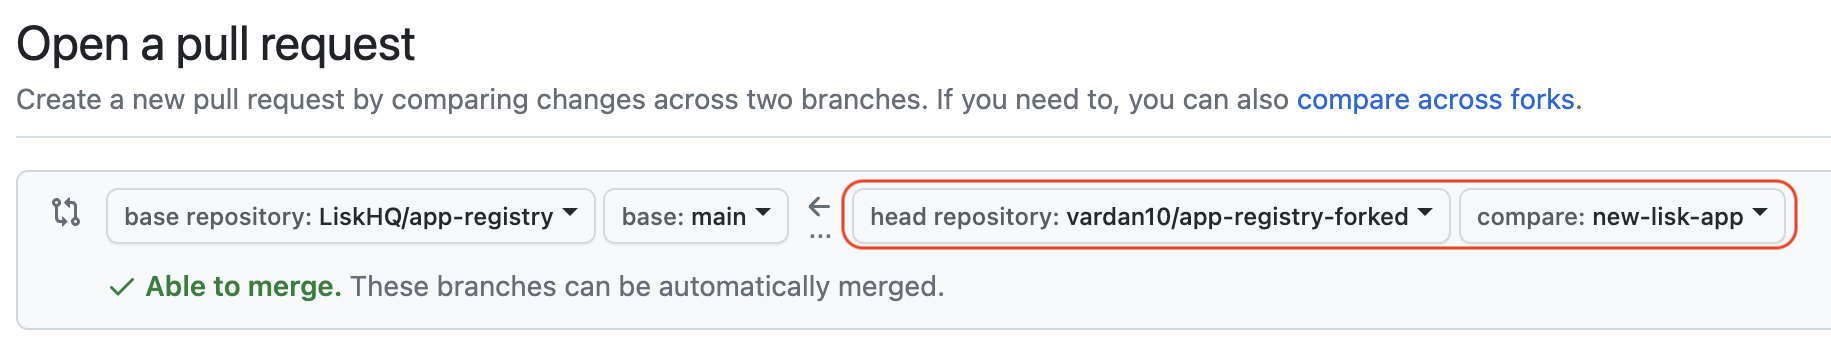 Open a pull request
Create a new pull request by comparing changes across two branches. If you need to, you can also compare across forks.
base repository: LiskHQ/app-registry base: main ← ... head repository: vardan10/app-registry-forked compare: new-lisk-app
Able to merge. These branches can be automatically merged.